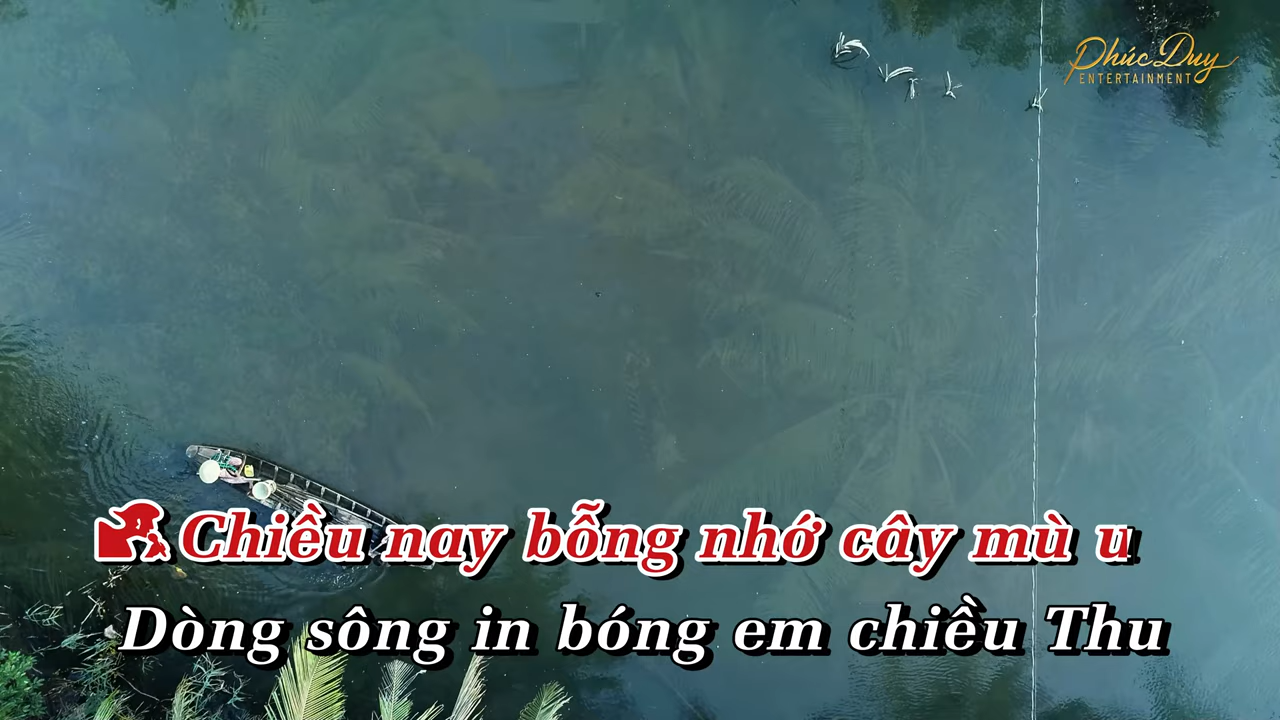 Phúc Duy
ENTERTAINMENT
Chiều nay bỗng nhớ cây mù u
Dòng sông in bóng em chiều Thu